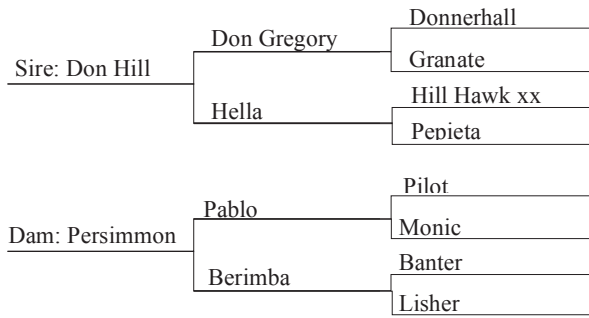 Donnerhall
Don Gregory
Sire: Don Hill
Granate
Hill Hawk xx
Hella
Pepieta
Pilot
Pablo
Monic
Dam: Persimmon
Banter
Berimba
Lisher